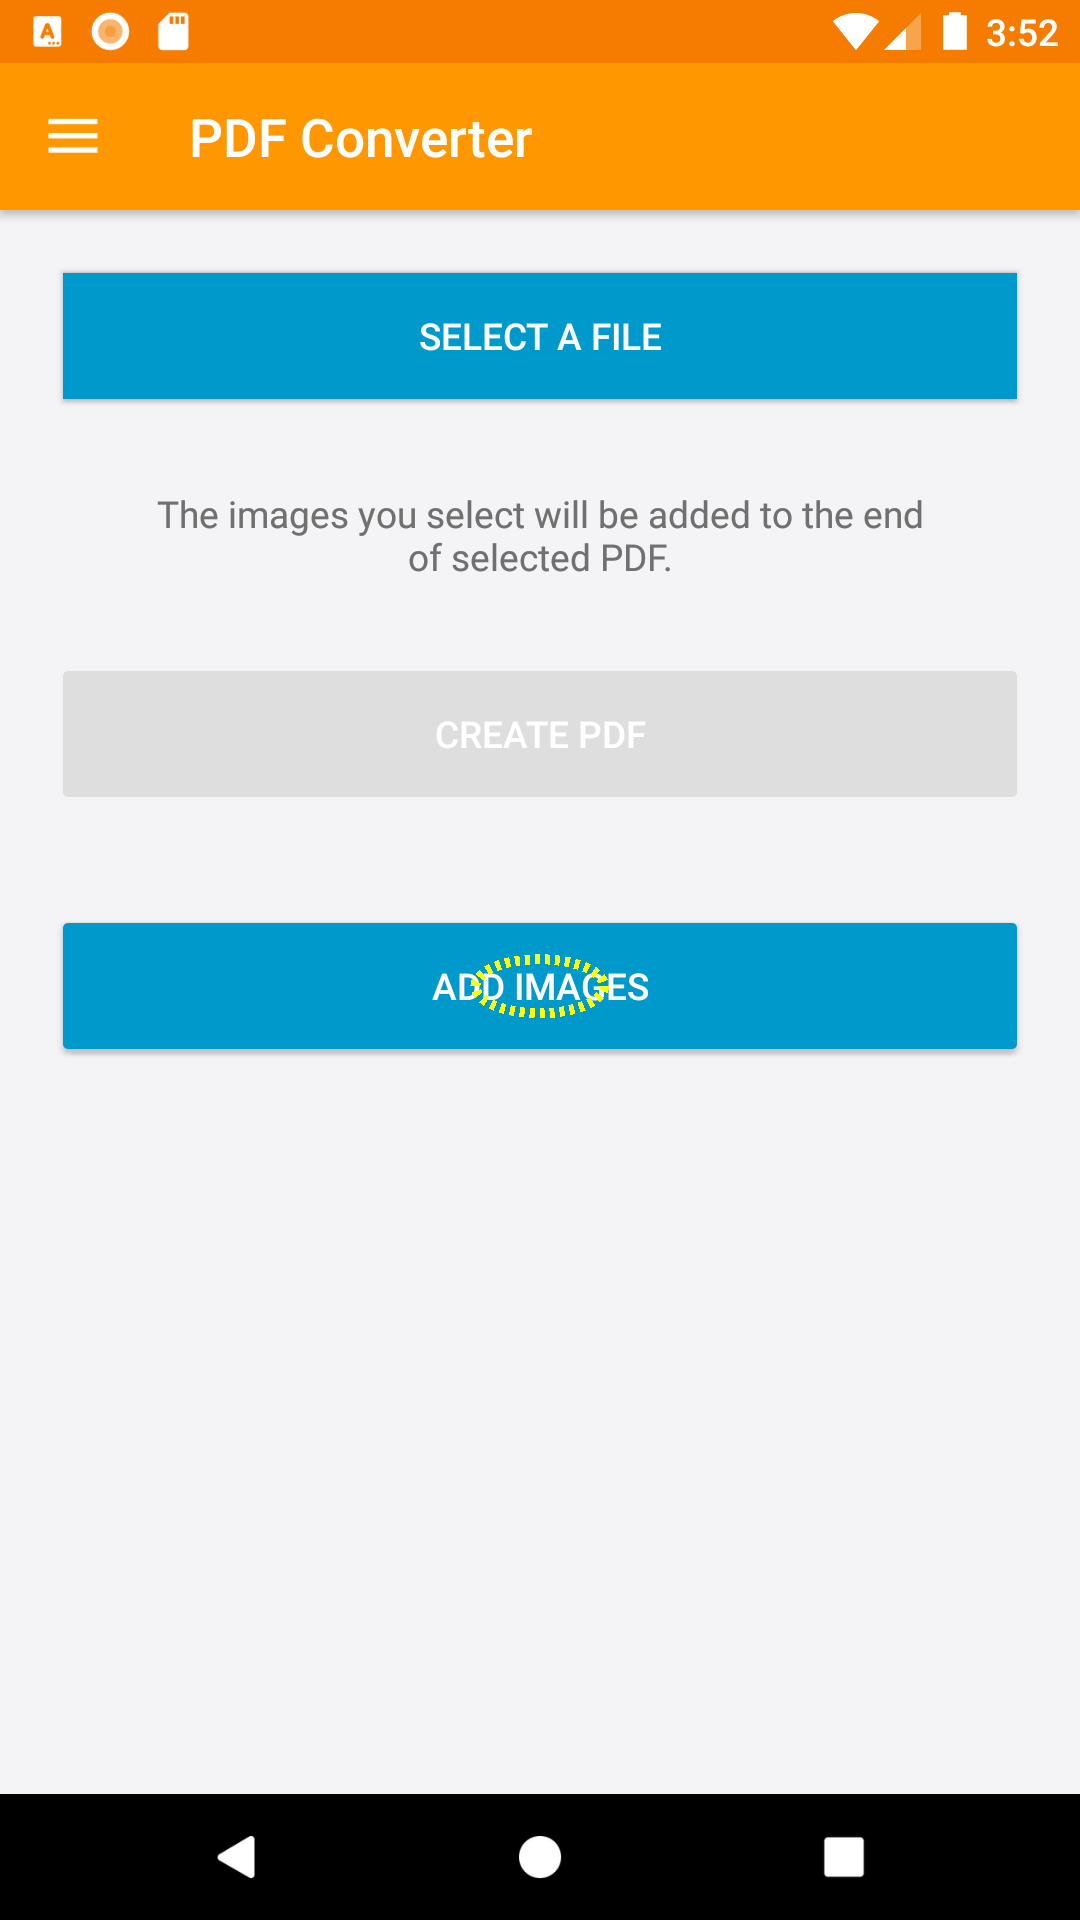 3:52
PDF Converter
SELECT A FILE
The images you select will be added to the end
of selected PDF.
CREATE PDF
ADD IMAGES